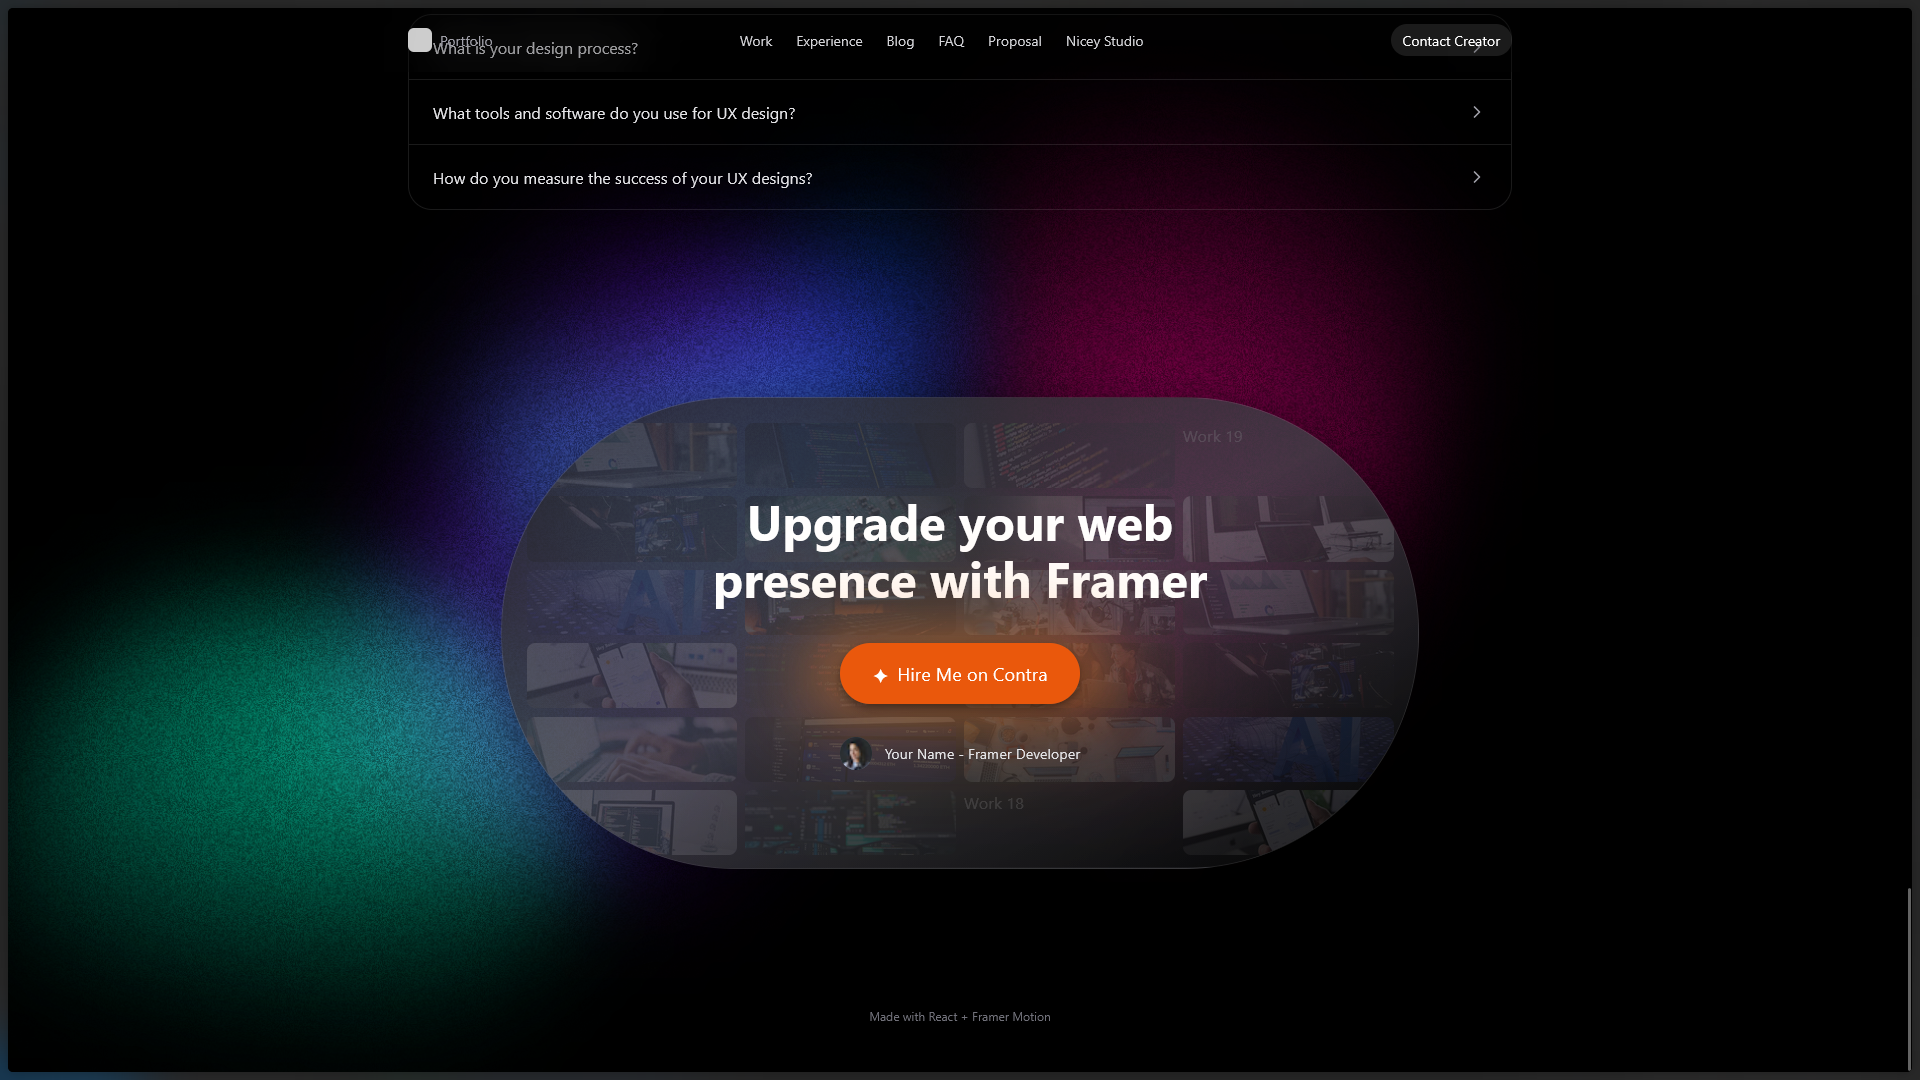 Portfolio
Work
Experience
Blog
FAQ
Proposal
Nicey Studio
Contact Creator
What is your design process?
What tools and software do you use for UX design?
How do you measure the success of your UX designs?
Work 19
Upgrade your web
presence with Framer
Hire Me on Contra
Your Name - Framer Developer
Work 18
Made with React + Framer Motion